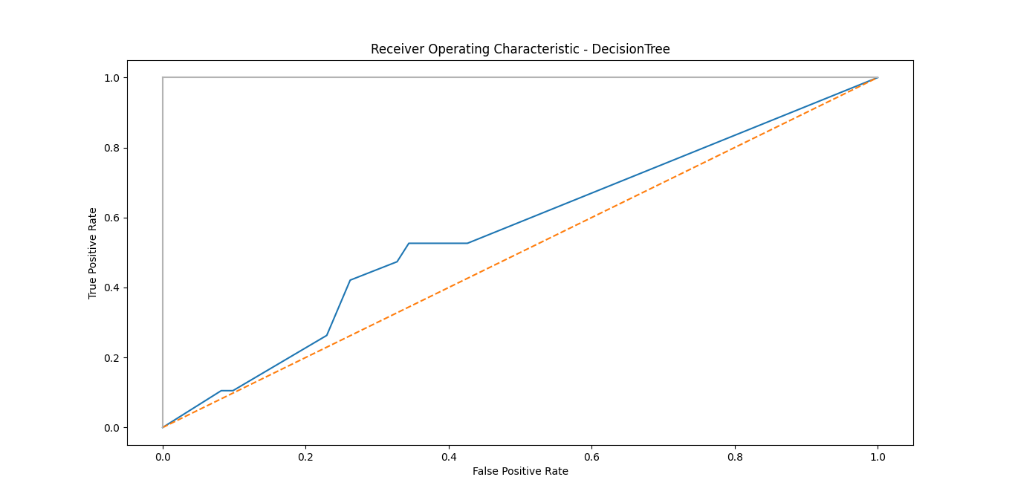 Receiver Operating Characteristic - DecisionTree
1.0
0.8
0.6
0.4
0.2
0.0
True Positive Rate
0.0 0.2 0.4 0.6 0.8 1.0
False Positive Rate